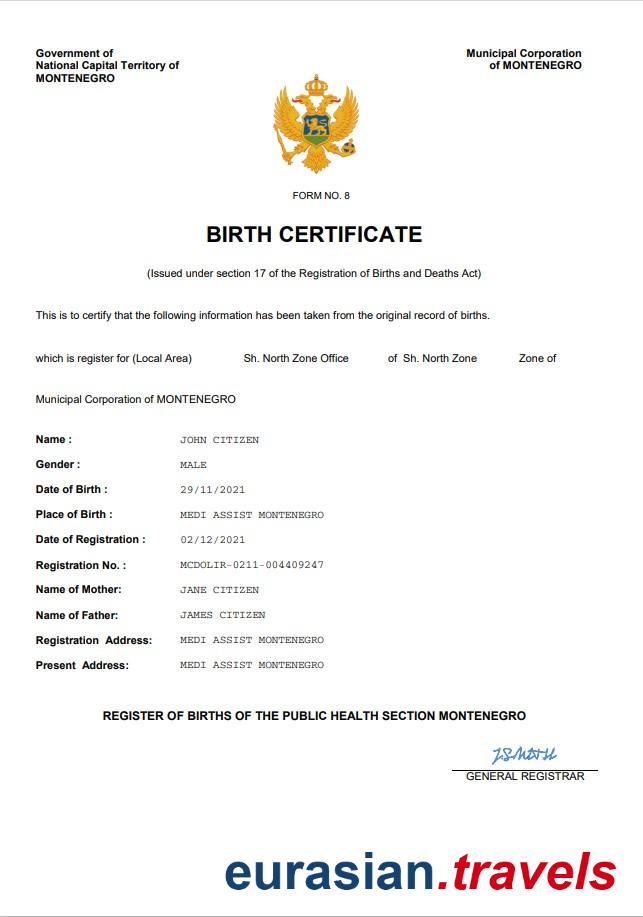 Government of
National Capital Territory of
MONTENEGRO
Municipal Corporation
of MONTENEGRO
FORM NO. 8
BIRTH CERTIFICATE
(Issued under section 17 of the Registration of Births and Deaths Act)
This is to certify that the following information has been taken from the original record of births.
which is register for (Local Area) Sh. North Zone Office of Sh. North Zone Zone of
Municipal Corporation of MONTENEGRO
Name : JOHN CITIZEN
Gender : MALE
Date of Birth : 29/11/2021
Place of Birth : MEDI ASSIST MONTENEGRO
Date of Registration : 02/12/2021
Registration No. : MCDOLIR-0211-004409247
Name of Mother: JANE CITIZEN
Name of Father: JAMES CITIZEN
Registration Address: MEDI ASSIST MONTENEGRO
Present Address: MEDI ASSIST MONTENEGRO
REGISTER OF BIRTHS OF THE PUBLIC HEALTH SECTION MONTENEGRO
GENERAL REGISTRAR
eurasian.travels